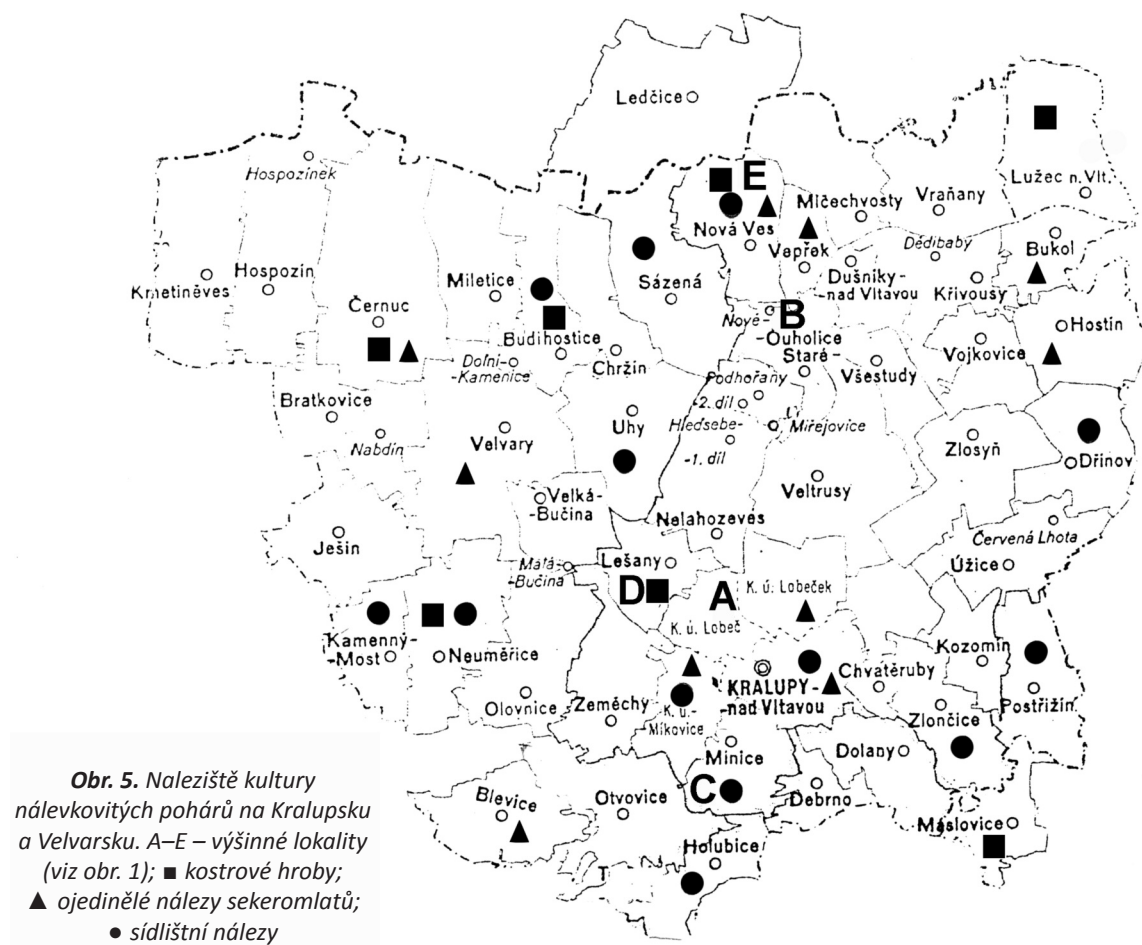 Ledčice
Hospozínek
Lužec n. Vlt.
E
Mičechvosty
Vraňany
Nová Ves
Vepřek
Dědibaby
Bukol
Kmetiněves
Hospozín
Miletice
Sázená
Dušníky-
-nad Vltavou
Křivousy
Černuc
Nové-
B
Hostín
Budihostice
-Ouholice
Staré-
Vojkovice
Dolní-
-Kamenice
Chržín
Všestudy
Bratkovice
Podhořany
-2. díl
Uhy
Hleďsebe-
-1. díl
Miřejovice
Nabdín
Velvary
Zlosyň
Dřínov
Velká-
Bučina
Veltrusy
Ješín
Nelahozeves
Červená Lhota
Malá-
-Bučina
Lešany
Úžice
D
A
K. ú. Lobeček
K. ú. Lobeč
Kamenný-
-Most
Neuměřice
Kozomín
KRALUPY-
-nad Vltavou
Chvatěruby
Olovnice
Zeměchy
K. ú.-
-Mikovice
Zlončice
Postřižín
Minice
Dolany
C
Blevice
Otvovice
Debrno
Máslovice
Holubice
Obr. 5. Naleziště kultury
nálevkovitých pohárů na Kralupsku
a Velvarsku. A–E – výšinné lokality
(viz obr. 1); ■ kostrové hroby;
▲ ojedinělé nálezy sekeromlatů;
● sídlištní nálezy